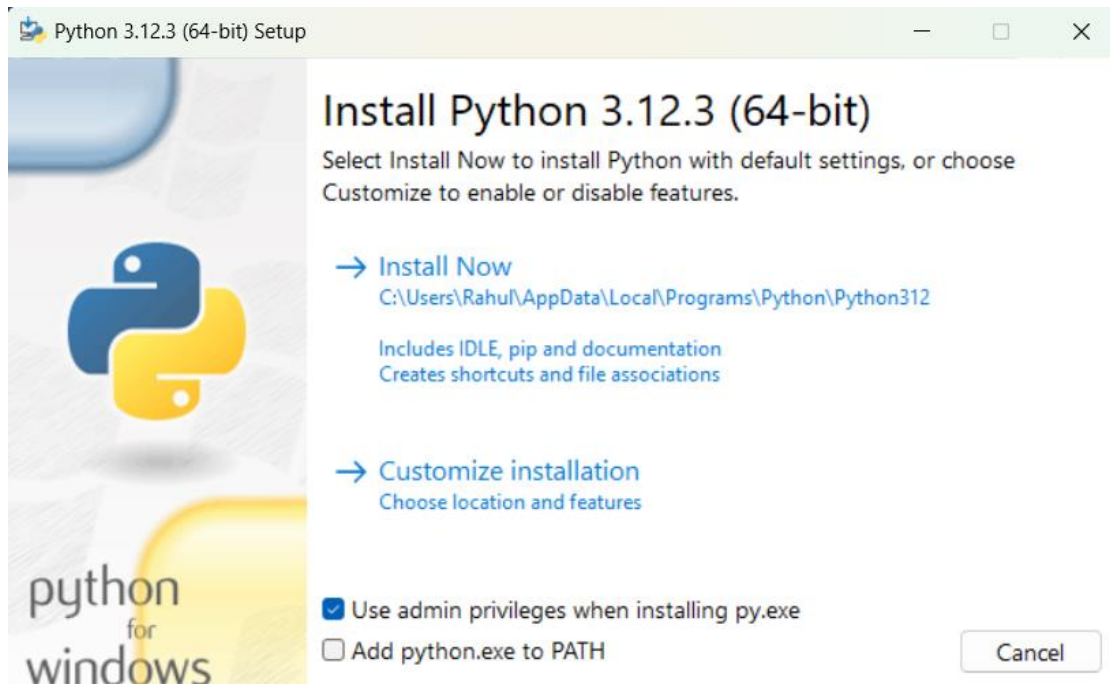 Python 3.12.3 (64-bit) Setup
Install Python 3.12.3 (64-bit)
Select Install Now to install Python with default settings, or choose
Customize to enable or disable features.
Install Now
C:\Users\Rahul\AppData\Local\Programs\Python\Python312
Includes IDLE, pip and documentation
Creates shortcuts and file associations
Customize installation
Choose location and features
python
for
windows
Use admin privileges when installing py.exe
Add python.exe to PATH
Cancel